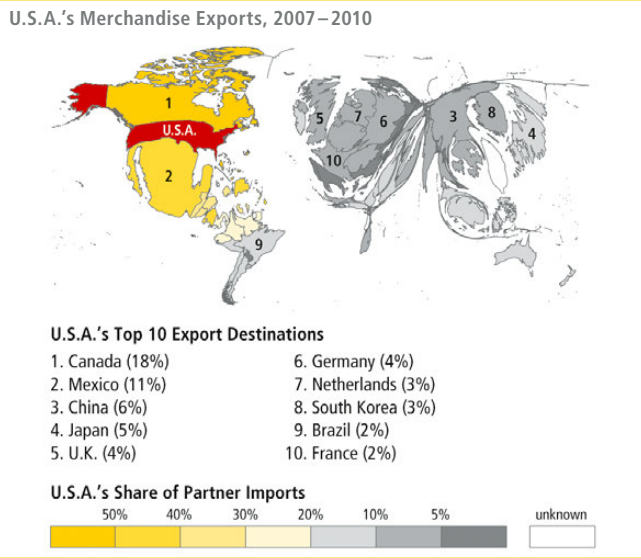 U.S.A.'s Merchandise Exports, 2007–2010
1
U.S.A.
2
9
5
7
6
10
3
8
4
U.S.A.'s Top 10 Export Destinations
1. Canada (18%)
2. Mexico (11%)
3. China (6%)
4. Japan (5%)
5. U.K. (4%)
6. Germany (4%)
7. Netherlands (3%)
8. South Korea (3%)
9. Brazil (2%)
10. France (2%)
U.S.A.'s Share of Partner Imports
50% 40% 30% 20% 10% 5% unknown